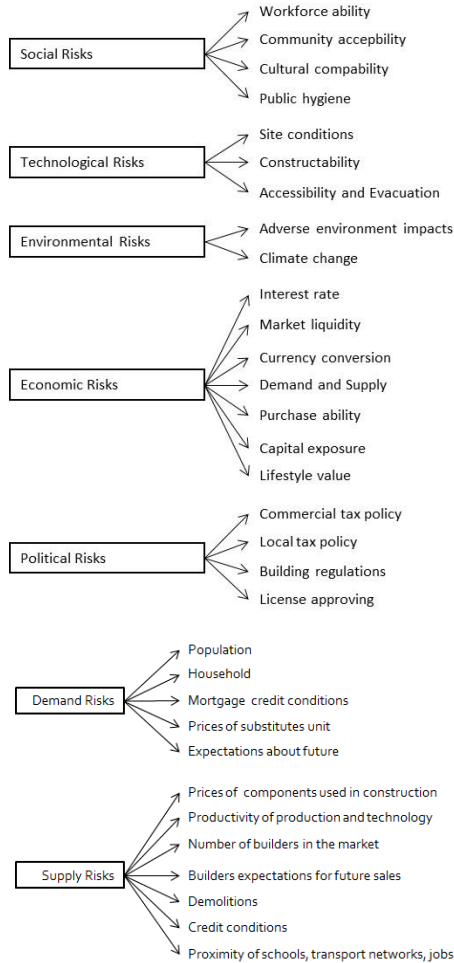 Social Risks
Workforce ability
Community accepbility
Cultural compability
Public hygiene
Technological Risks
Site conditions
Constructability
Accessibility and Evacuation
Environmental Risks
Adverse environment impacts
Climate change
Economic Risks
Interest rate
Market liquidity
Currency conversion
Demand and Supply
Purchase ability
Capital exposure
Lifestyle value
Political Risks
Commercial tax policy
Local tax policy
Building regulations
License approving
Demand Risks
Population
Household
Mortgage credit conditions
Prices of substitutes unit
Expectations about future
Supply Risks
Prices of components used in construction
Productivity of production and technology
Number of builders in the market
Builders expectations for future sales
Demolitions
Credit conditions
Proximity of schools, transport networks, jobs